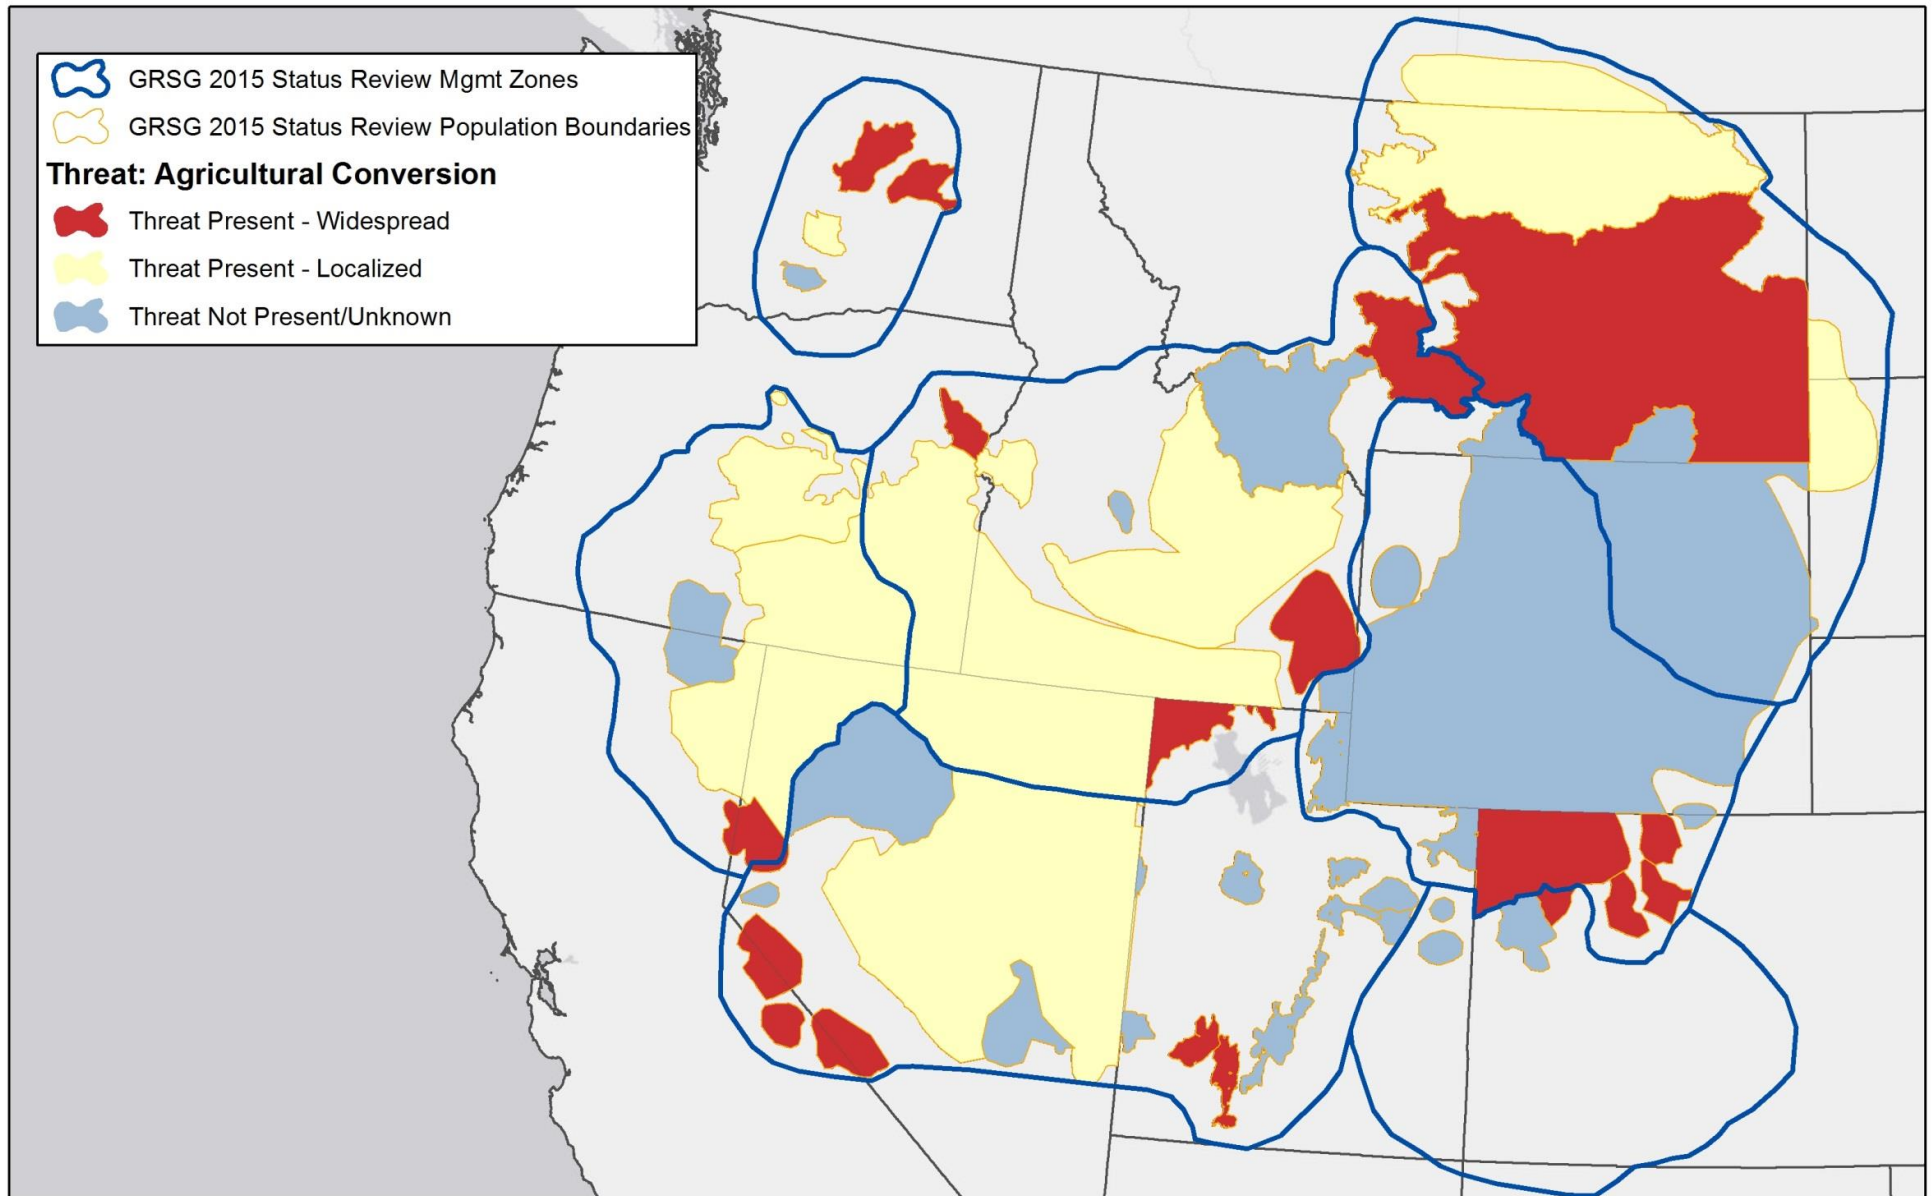 GRSG 2015 Status Review Mgmt Zones
GRSG 2015 Status Review Population Boundaries
Threat: Agricultural Conversion
Threat Present - Widespread
Threat Present - Localized
Threat Not Present/Unknown